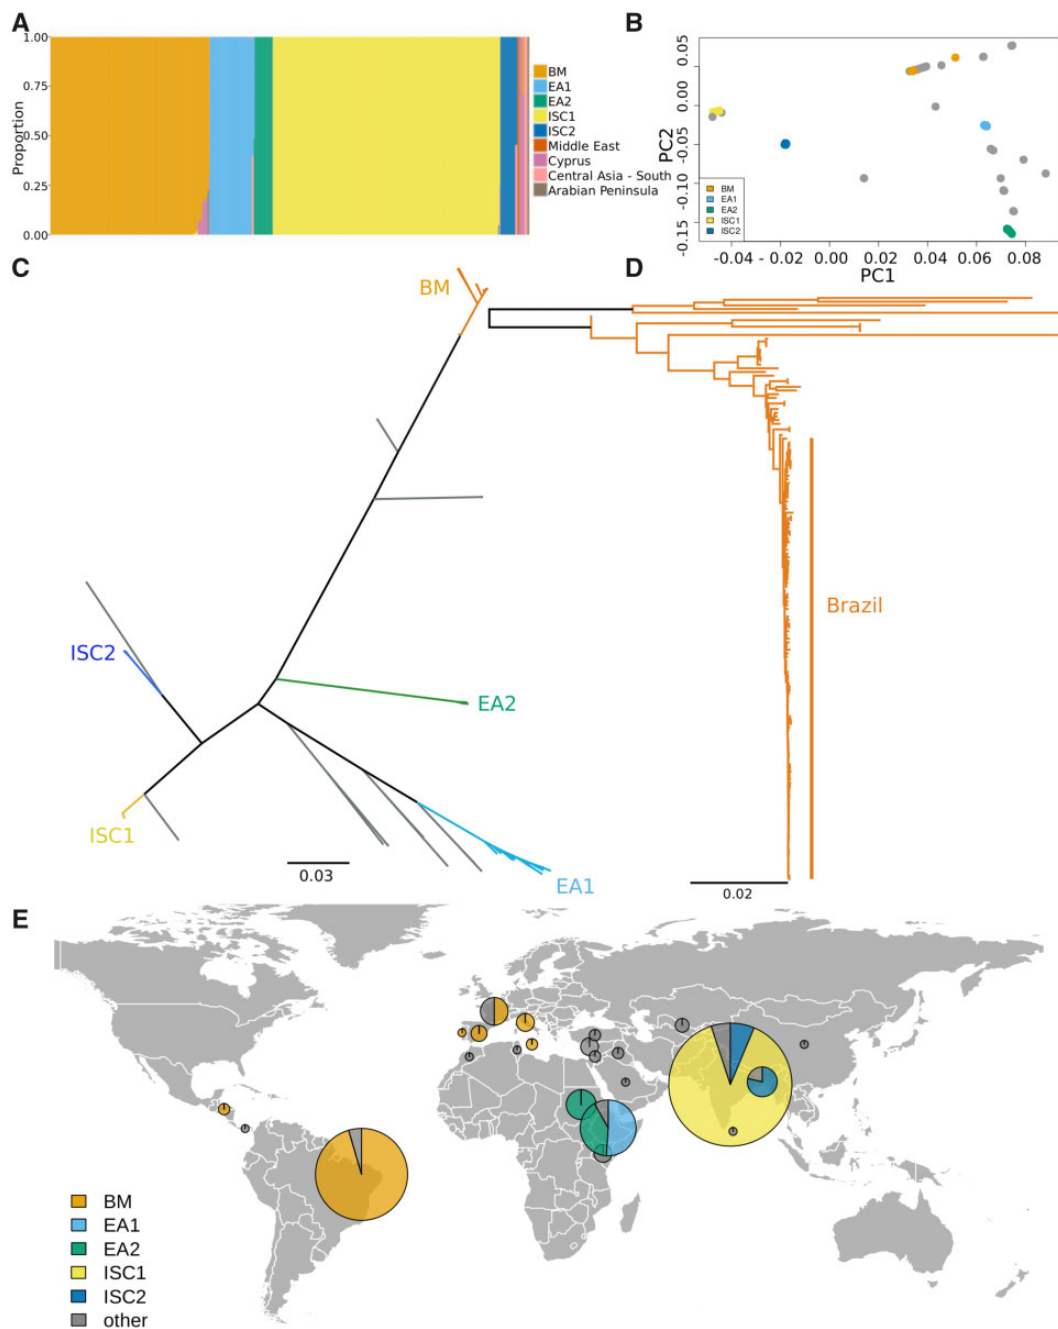 A
1.00
0.75
0.50
0.25
0.00
Proportion
BM
EA1
EA2
ISC1
ISC2
Middle East
Cyprus
Central Asia - South
Arabian Peninsula
B
0.05
0.00
-0.05
-0.10
-0.15
PC2
BM
EA1
EA2
ISC1
ISC2
-0.04 - 0.02 0.00 0.02 0.04 0.06 0.08
PC1
C
BM
ISC2
EA2
ISC1
EA1
0.03
D
Brazil
0.02
E
BM
EA1
EA2
ISC1
ISC2
other